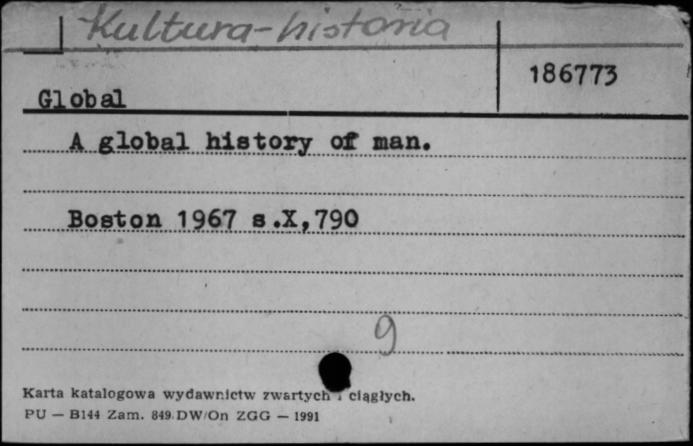 Kultura-historia
186773
Global
A global history of man.
Boston 1967 s.X,790
9
Karta katalogowa wydawnictw zwartych i ciągłych.
PU — B144 Zam. 849 DW/On ZGG — 1991